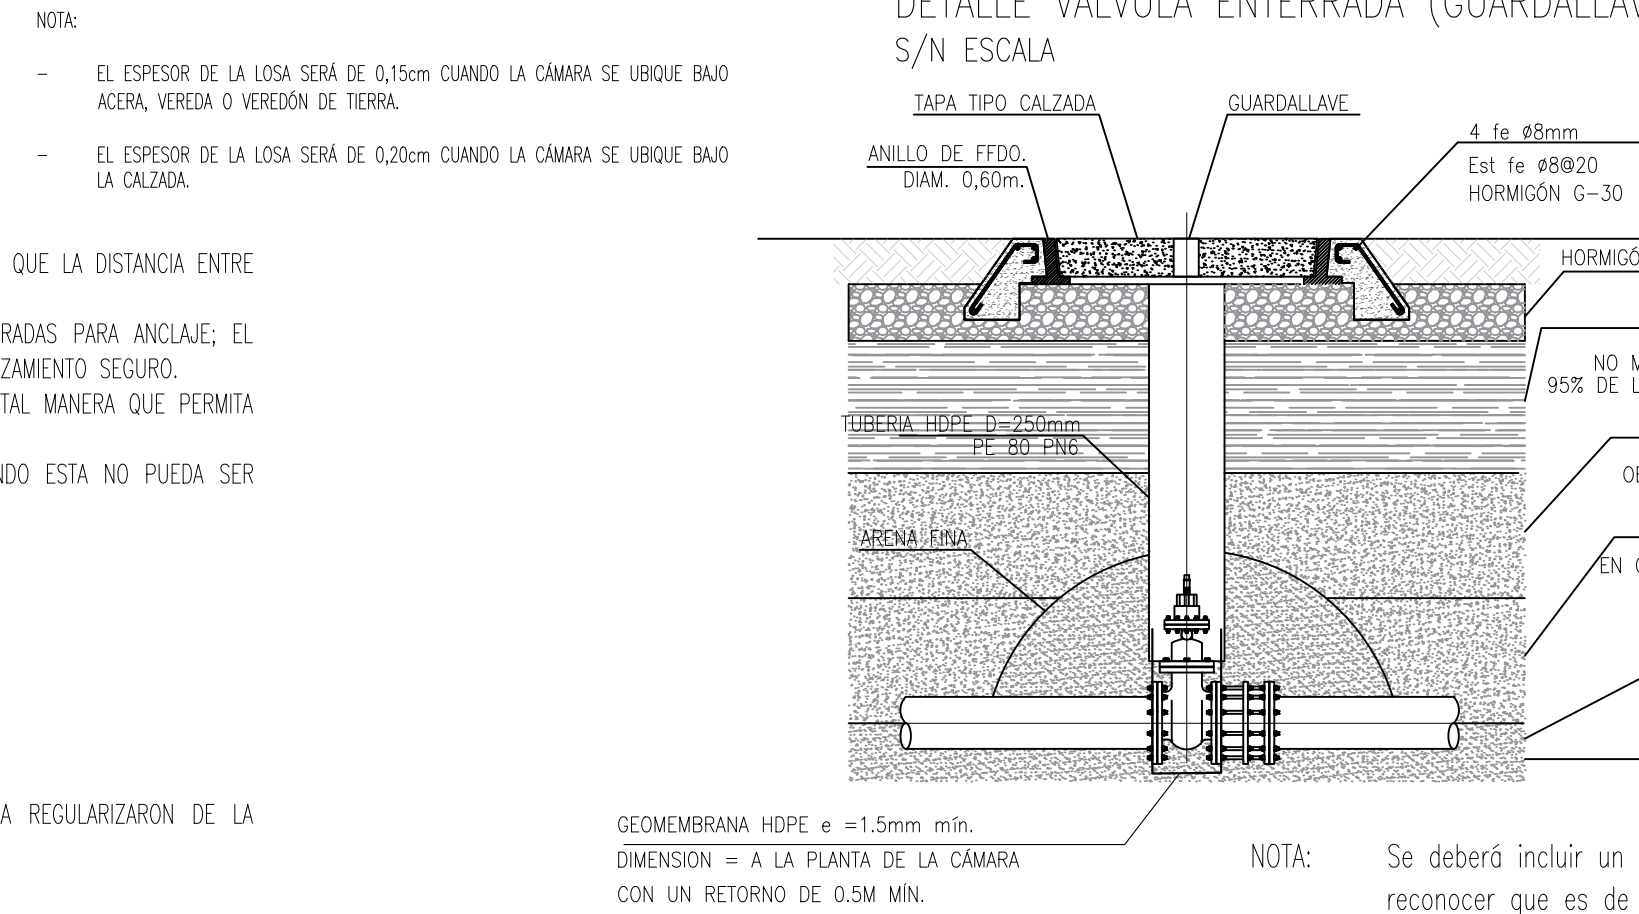 NOTA:
- EL ESPESOR DE LA LOSA SERÁ DE 0,15cm CUANDO LA CÁMARA SE UBIQUE BAJO
ACERA, VEREDA O VEREDÓN DE TIERRA.
- EL ESPESOR DE LA LOSA SERÁ DE 0,20cm CUANDO LA CÁMARA SE UBIQUE BAJO
LA CALZADA.
QUE LA DISTANCIA ENTRE
RADAS PARA ANCLAJE; EL
ZAMIENTO SEGURO.
TAL MANERA QUE PERMITA
NDO ESTA NO PUEDA SER
A REGULARIZARON DE LA
DETALLE VÁLVULA ENTERRADA (GUARDALLAV
S/N ESCALA
TAPA TIPO CALZADA
GUARDALLAVE
ANILLO DE FFDO.
DIAM. 0,60m.
4 fe Ø8mm
Est fe Ø8@20
HORMIGÓN G-30
HORMIGÓ
NO M
95% DE L
TUBERIA HDPE D=250mm
PE 80 PN6
OB
ARENA FINA
EN
GEOMEMBRANA HDPE e =1.5mm mín.
DIMENSION = A LA PLANTA DE LA CÁMARA
CON UN RETORNO DE 0.5M MÍN.
NOTA: Se deberá incluir un
reconocer que es de